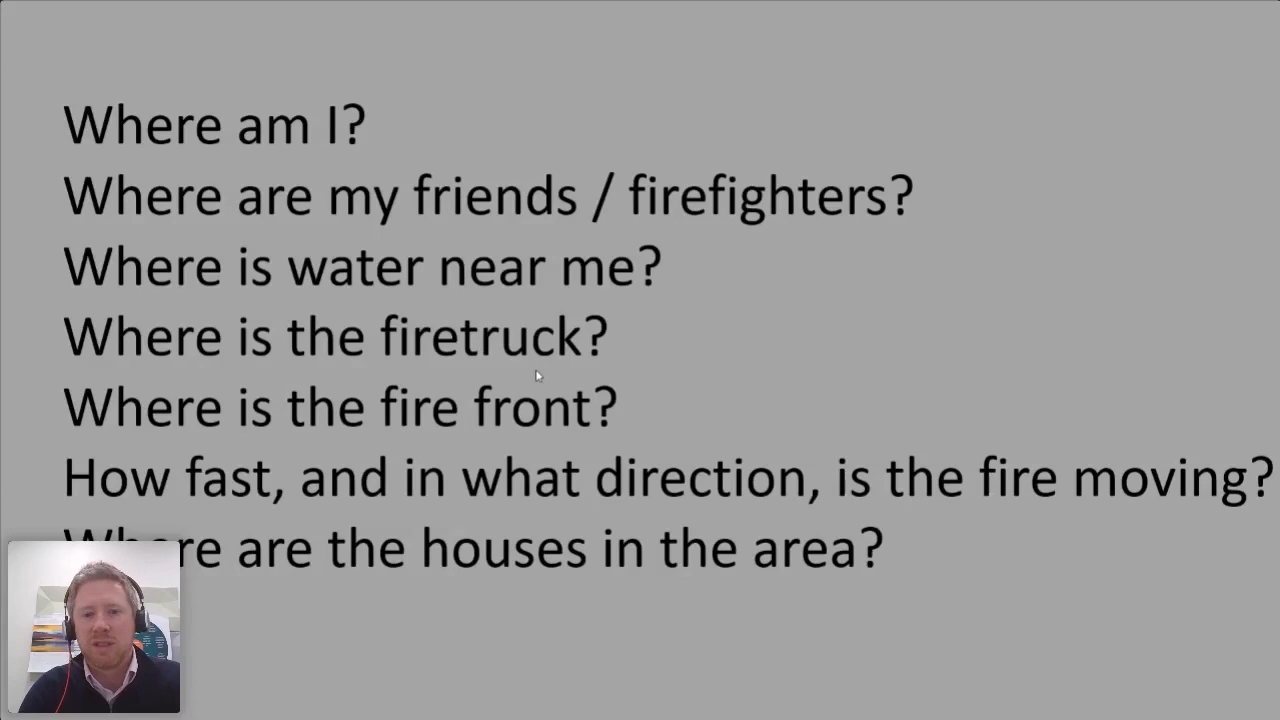 Where am I?
Where are my friends / firefighters?
Where is water near me?
Where is the firetruck?
Where is the fire front?
How fast, and in what direction, is the fire moving?
Where are the houses in the area?